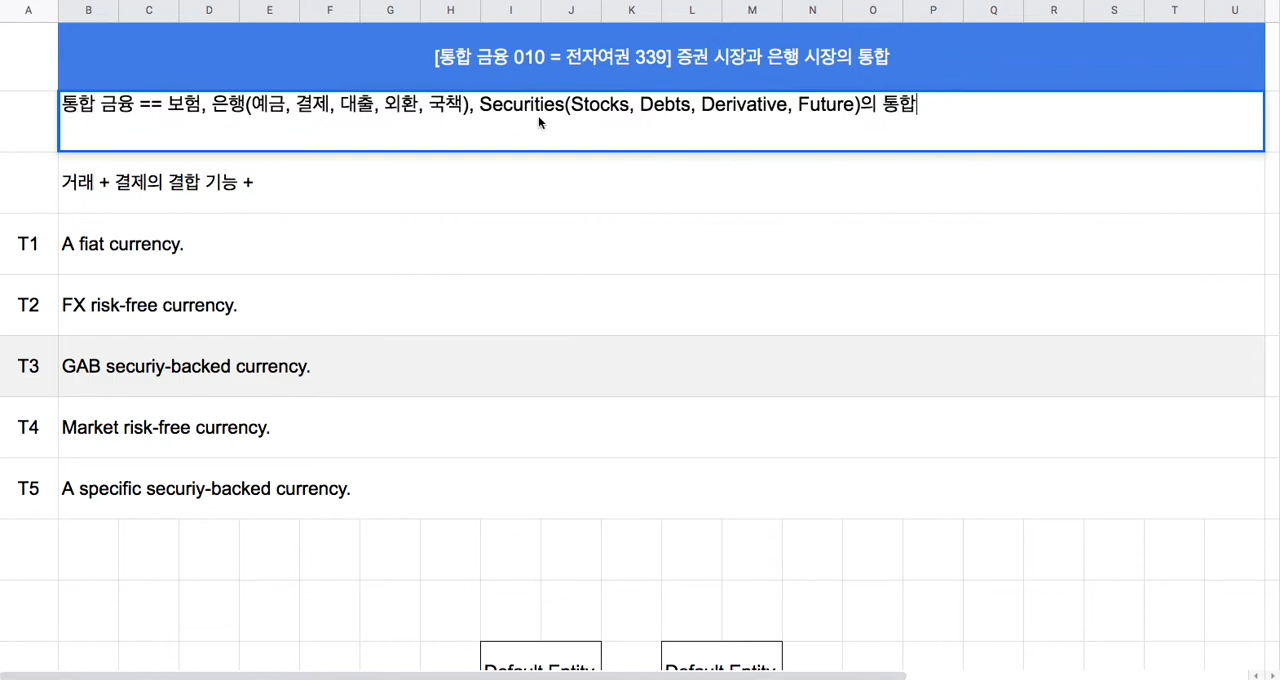 A B C D E F G H I J K L M N O P Q R S T U
[통합 금융 010 = 전자여권 339] 증권 시장과 은행 시장의 통합
통합 금융 == 보험, 은행(예금, 결제, 대출, 외환, 국책), Securities(Stocks, Debts, Derivative, Future)의 통합
거래 + 결제의 결합 기능 +
T1 A fiat currency.
T2 FX risk-free currency.
T3 GAB securiy-backed currency.
T4 Market risk-free currency.
T5 A specific securiy-backed currency.
Default Entity Default Entity